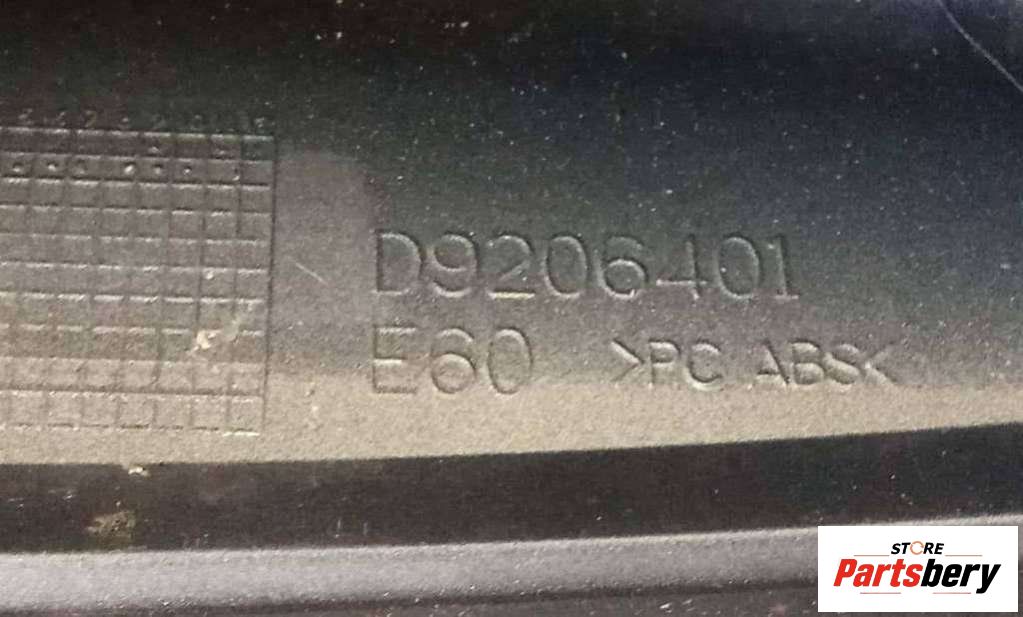 D9206401
E60 >PC ABS<
STORE
Partsbery